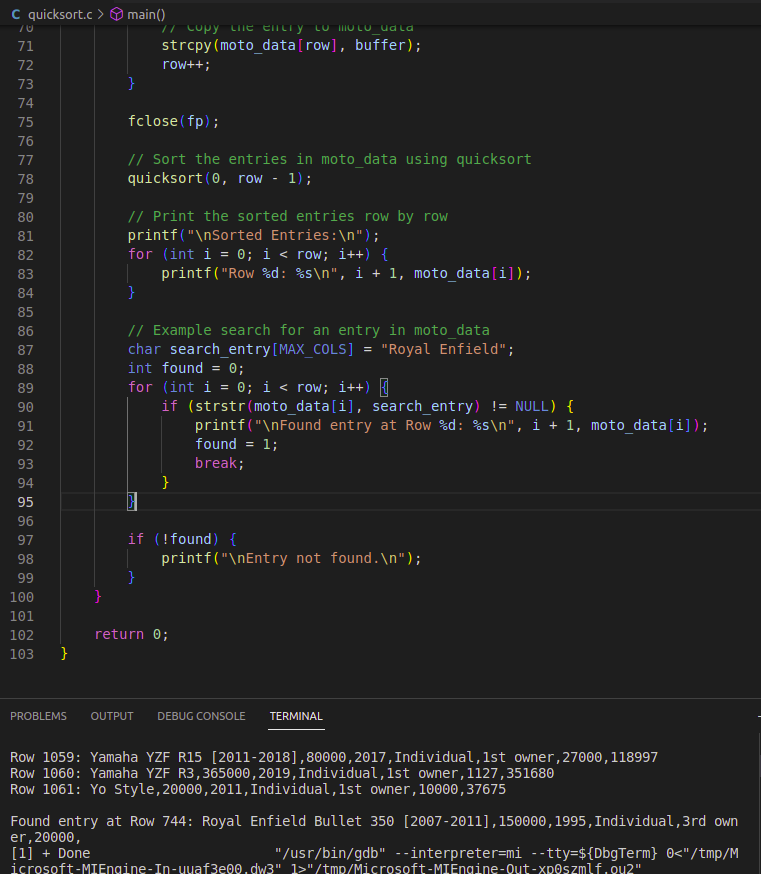 C quicksort.c > main()
70 // Copy the entry to moto_data
71 strcpy(moto_data[row], buffer);
72 row++;
73 }
74
75 fclose(fp);
76
77 // Sort the entries in moto_data using quicksort
78 quicksort(0, row - 1);
79
80 // Print the sorted entries row by row
81 printf("\nSorted Entries:\n");
82 for (int i = 0; i < row; i++) {
83 printf("Row %d: %s\n", i + 1, moto_data[i]);
84 }
85
86 // Example search for an entry in moto_data
87 char search_entry[MAX_COLS] = "Royal Enfield";
88 int found = 0;
89 for (int i = 0; i < row; i++) {
90 if (strstr(moto_data[i], search_entry) != NULL) {
91 printf("\nFound entry at Row %d: %s\n", i + 1, moto_data[i]);
92 found = 1;
93 break;
94 }
95 }
96
97 if (!found) {
98 printf("\nEntry not found.\n");
99 }
100 }
101
102 return 0;
103 }
PROBLEMS OUTPUT DEBUG CONSOLE TERMINAL
Row 1059: Yamaha YZF R15 [2011-2018],80000,2017,Individual,1st owner,27000,118997
Row 1060: Yamaha YZF R3,365000,2019,Individual,1st owner,1127,351680
Row 1061: Yo Style,20000,2011,Individual,1st owner,10000,37675
Found entry at Row 744: Royal Enfield Bullet 350 [2007-2011],150000,1995,Individual,3rd own
er,20000,
[1] + Done "/usr/bin/gdb" --interpreter=mi --tty=${DbgTerm} 0<"/tmp/M
icrosoft-MIEngine-In-uuaf3e00.dw3" 1>"/tmp/Microsoft-MIEngine-Out-xp0szmlf.ou2"